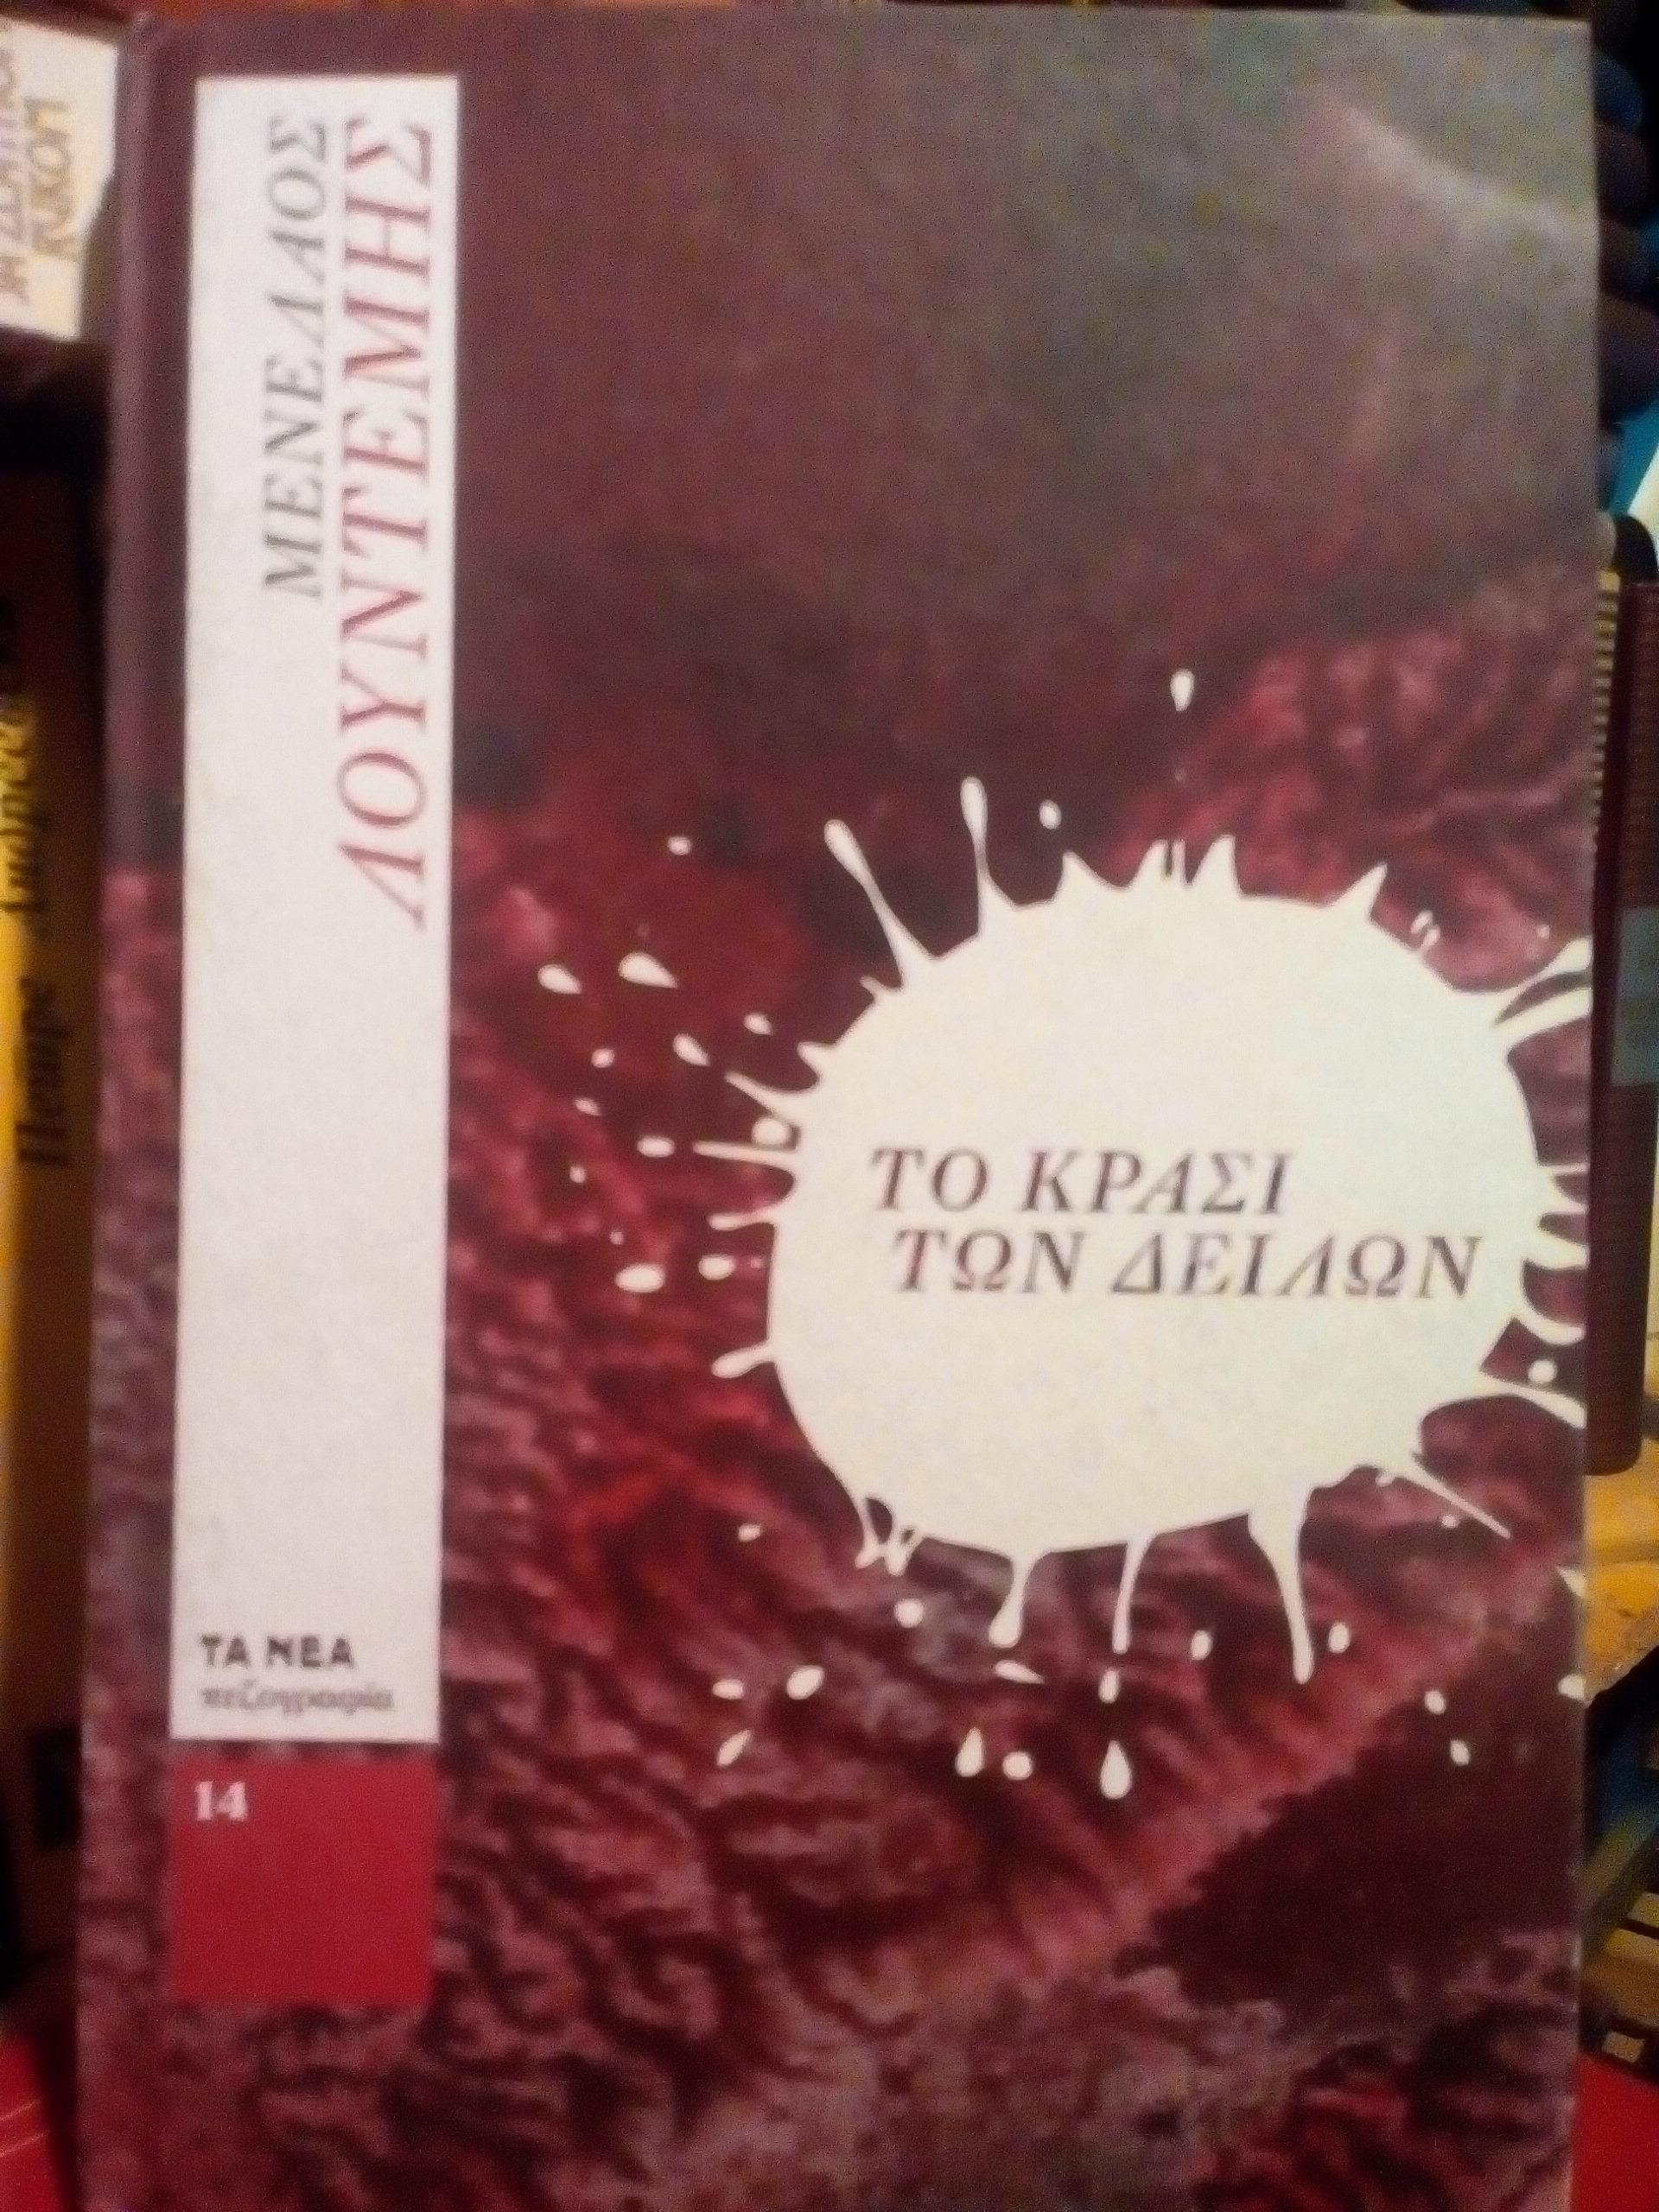 ΜΕΝΕΛΑΟΣ
ΛΟΥΝΤΕΜΗΣ
ΤΟ ΚΡΑΣΙ
ΤΩΝ ΔΕΙΛΩΝ
ΤΑ ΝΕΑ
πεζογραφία
14